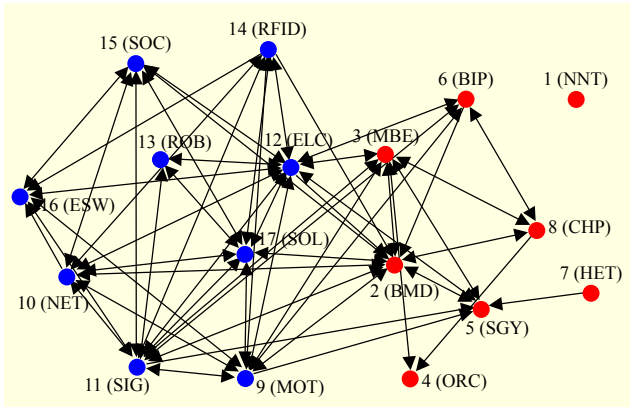 14 (RFID)
15 (SOC)
6 (BIP)
1 (NNT)
13 (ROB)
12 (ELC)
3 (MBE)
16 (ESW)
8 (CHP)
17 (SOL)
7 (HET)
10 (NET)
2 (BMD)
5 (SGY)
11 (SIG)
9 (MOT)
4 (ORC)